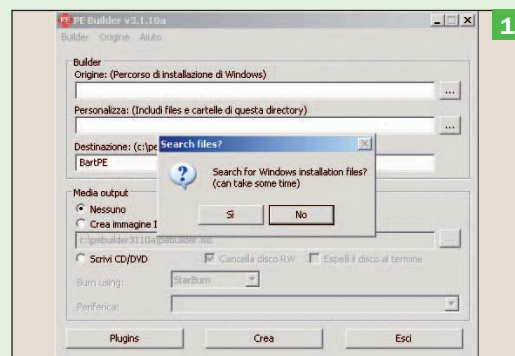 PE Builder v3.1.10a
1
Builder Origine Aiuto
Builder
Origine: (Percorso di installazione di Windows)
...
Personalizza: (Includi files e cartelle di questa directory)
...
Destinazione: (c:\pe
BartPE
Search files?
Search for Windows installation files?
(can take some time)
Sì No
Media output
Nessuno
Crea immagine I
c:\pebuilder3110a\pebuilder.iso
...
Scrivi CD/DVD Cancella disco RW Espelli il disco al termine
Burn using: StarBurn
Periferica:
Plugins Crea Esci